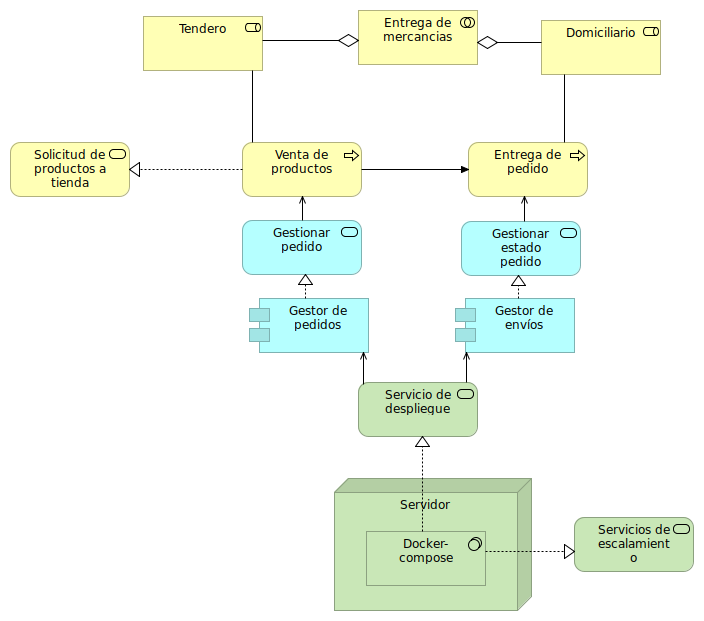 Tendero
Entrega de
mercancias
Domiciliario
Solicitud de
productos a
tienda
Venta de
productos
Entrega de
pedido
Gestionar
pedido
Gestionar
estado
pedido
Gestor de
pedidos
Gestor de
envíos
Servicio de
despliegue
Servidor
Docker-
compose
Servicios de
escalamient
o